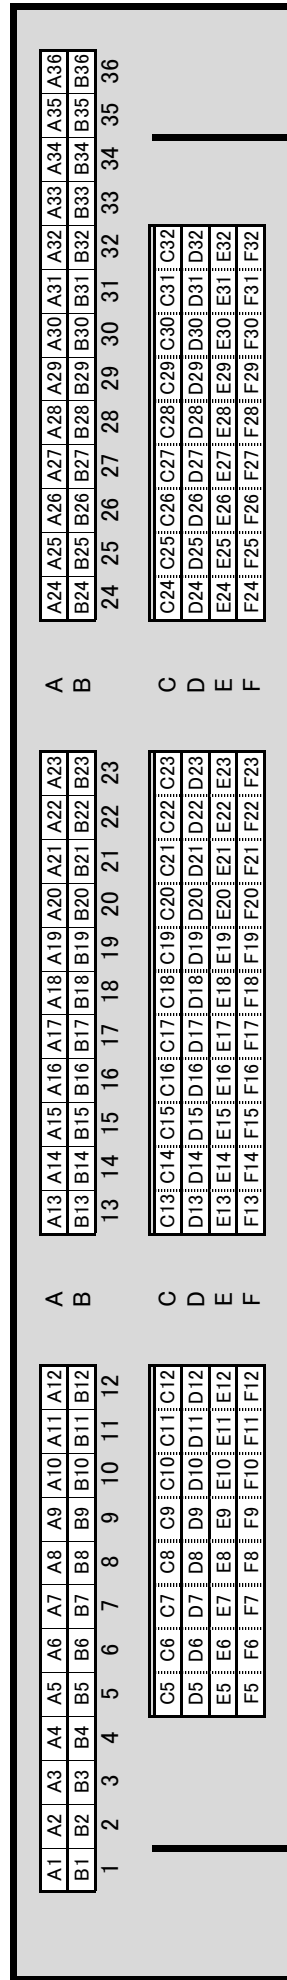 A1 A2 A3 A4 A5 A6 A7 A8 A9 A10 A11 A12 A A13 A14 A15 A16 A17 A18 A19 A20 A21 A22 A23 A A24 A25 A26 A27 A28 A29 A30 A31 A32 A33 A34 A35 A36
B1 B2 B3 B4 B5 B6 B7 B8 B9 B10 B11 B12 B B13 B14 B15 B16 B17 B18 B19 B20 B21 B22 B23 B B24 B25 B26 B27 B28 B29 B30 B31 B32 B33 B34 B35 B36
1 2 3 4 5 6 7 8 9 10 11 12 13 14 15 16 17 18 19 20 21 22 23 24 25 26 27 28 29 30 31 32 33 34 35 36
C5 C6 C7 C8 C9 C10 C11 C12 C C13 C14 C15 C16 C17 C18 C19 C20 C21 C22 C23 C C24 C25 C26 C27 C28 C29 C30 C31 C32
D5 D6 D7 D8 D9 D10 D11 D12 D D13 D14 D15 D16 D17 D18 D19 D20 D21 D22 D23 D D24 D25 D26 D27 D28 D29 D30 D31 D32
E5 E6 E7 E8 E9 E10 E11 E12 E E13 E14 E15 E16 E17 E18 E19 E20 E21 E22 E23 E E24 E25 E26 E27 E28 E29 E30 E31 E32
F5 F6 F7 F8 F9 F10 F11 F12 F F13 F14 F15 F16 F17 F18 F19 F20 F21 F22 F23 F F24 F25 F26 F27 F28 F29 F30 F31 F32